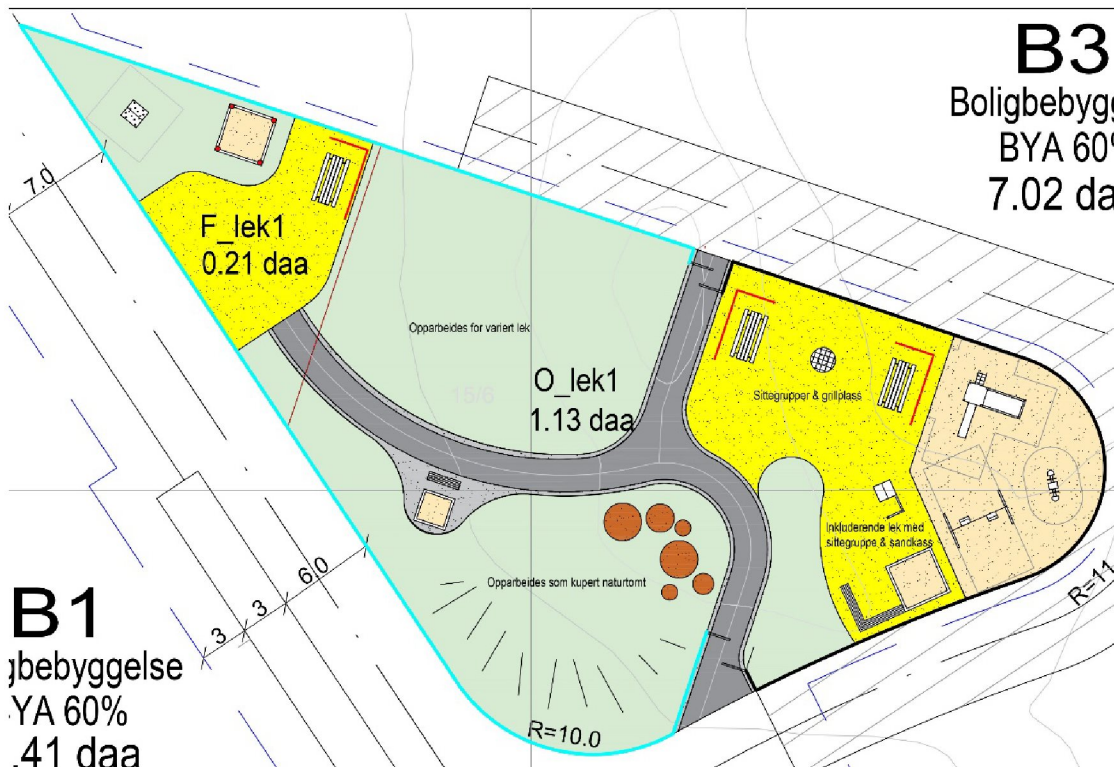 B3
Boligbebygg
BYA 60%
7.02 da
7.0
F_lek1
0.21 daa
Opparbeides for variert lek
O_lek1
1.13 daa
15/6
Sittegrupper & grillplass
Inkluderende lek med
sittegruppe & sandkass
Opparbeides som kupert naturtomt
6.0
3
3
B1
gbebyggelse
YA 60%
.41 daa
R=10.0
R=11